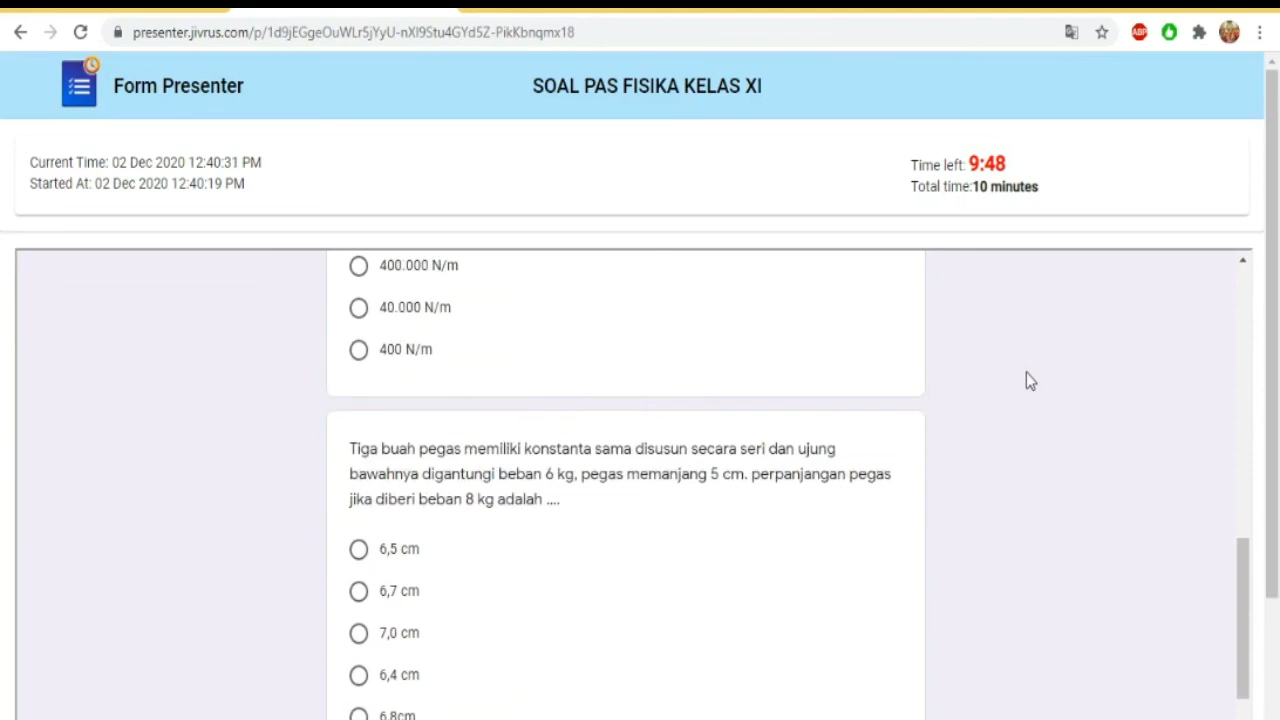 presenter.jivrus.com/p/1d9jEGgeOuWLr5jYyU-nXl9Stu4GYd5Z-PikKbnqmx18
ABP
Form Presenter
SOAL PAS FISIKA KELAS XI
Current Time: 02 Dec 2020 12:40:31 PM
Started At: 02 Dec 2020 12:40:19 PM
Time left: 9:48
Total time:10 minutes
400.000 N/m
40.000 N/m
400 N/m
Tiga buah pegas memiliki konstanta sama disusun secara seri dan ujung
bawahnya digantungi beban 6 kg, pegas memanjang 5 cm. perpanjangan pegas
jika diberi beban 8 kg adalah ....
6,5 cm
6,7 cm
7,0 cm
6,4 cm
6,8cm